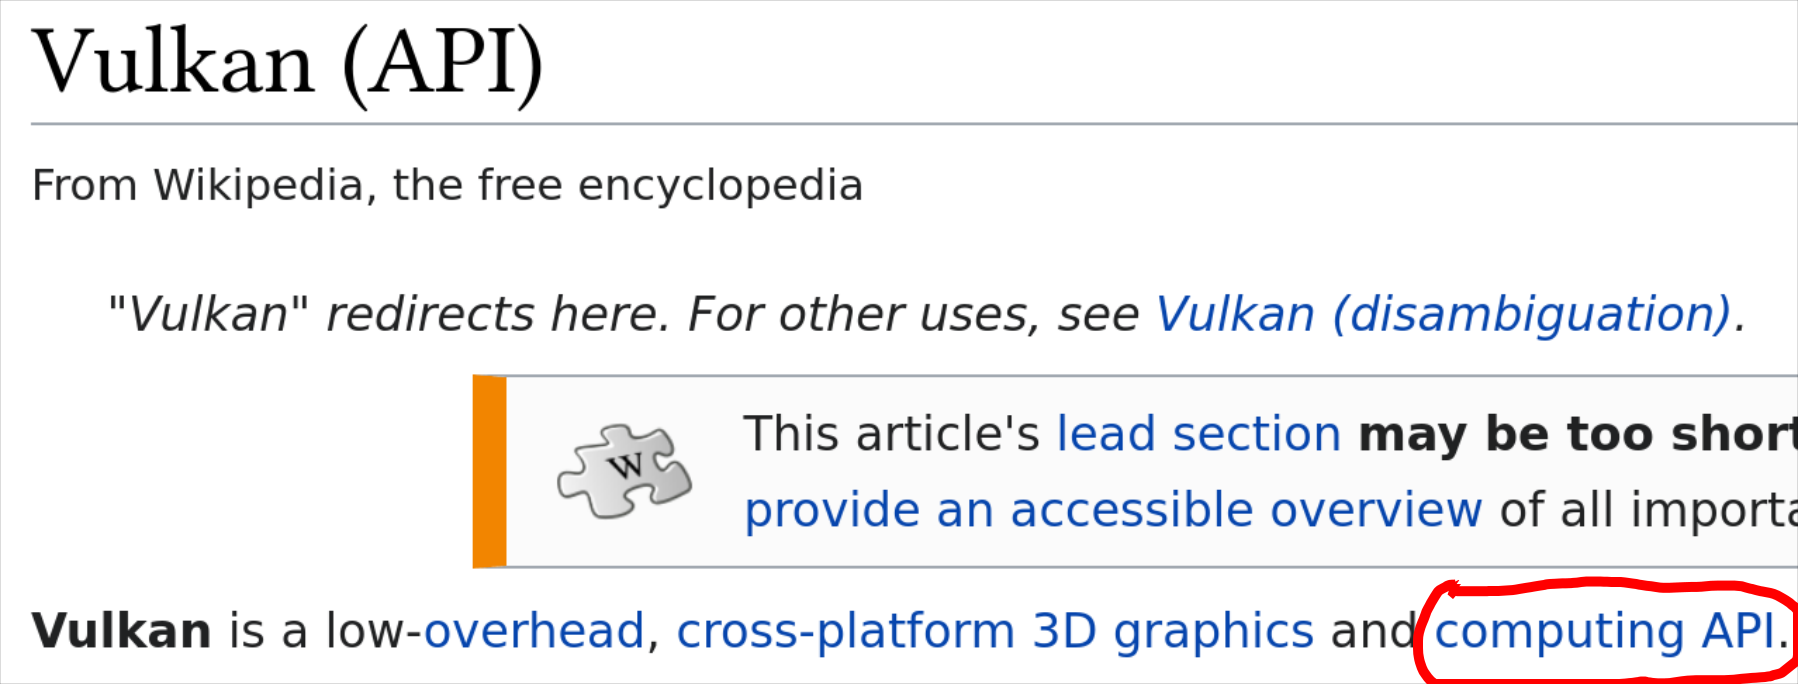 Vulkan (API)
From Wikipedia, the free encyclopedia
"Vulkan" redirects here. For other uses, see Vulkan (disambiguation).
W
This article's lead section may be too short
provide an accessible overview of all importa
Vulkan is a low-overhead, cross-platform 3D graphics and computing API.